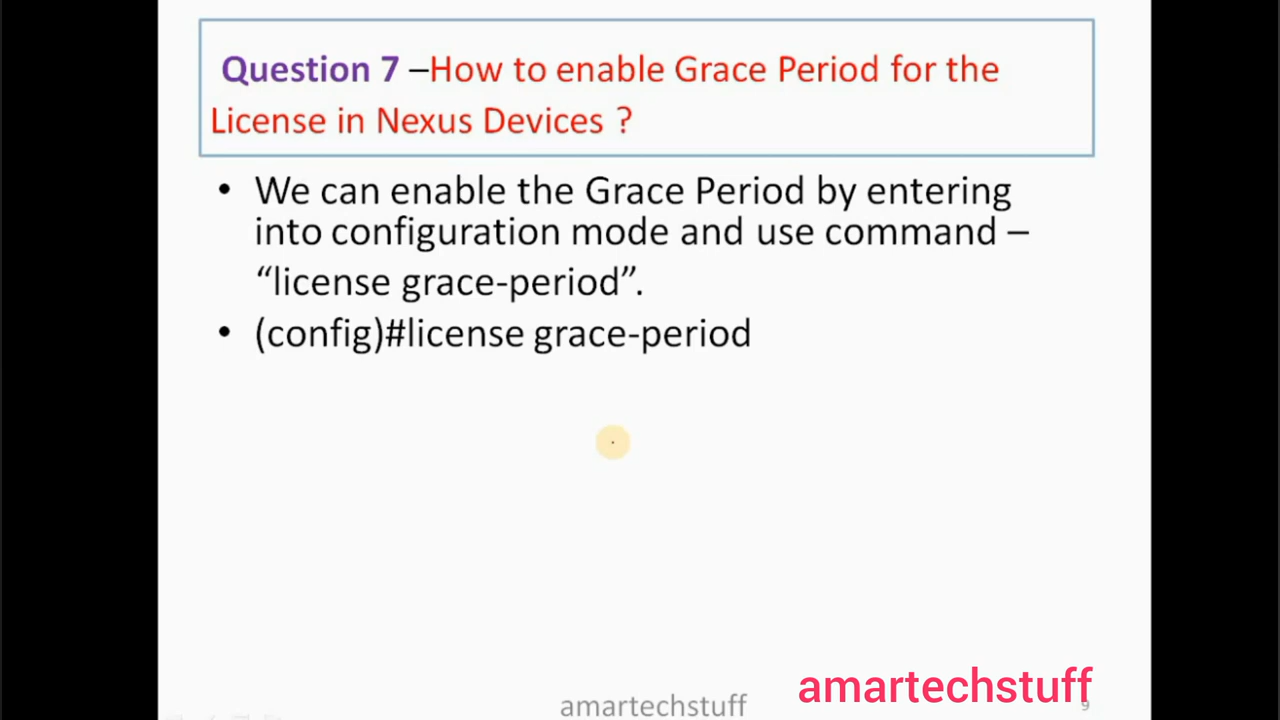 Question 7 –How to enable Grace Period for the
License in Nexus Devices ?
• We can enable the Grace Period by entering
into configuration mode and use command –
“license grace-period”.
• (config)#license grace-period
amartechstuff
amartechstuff
9